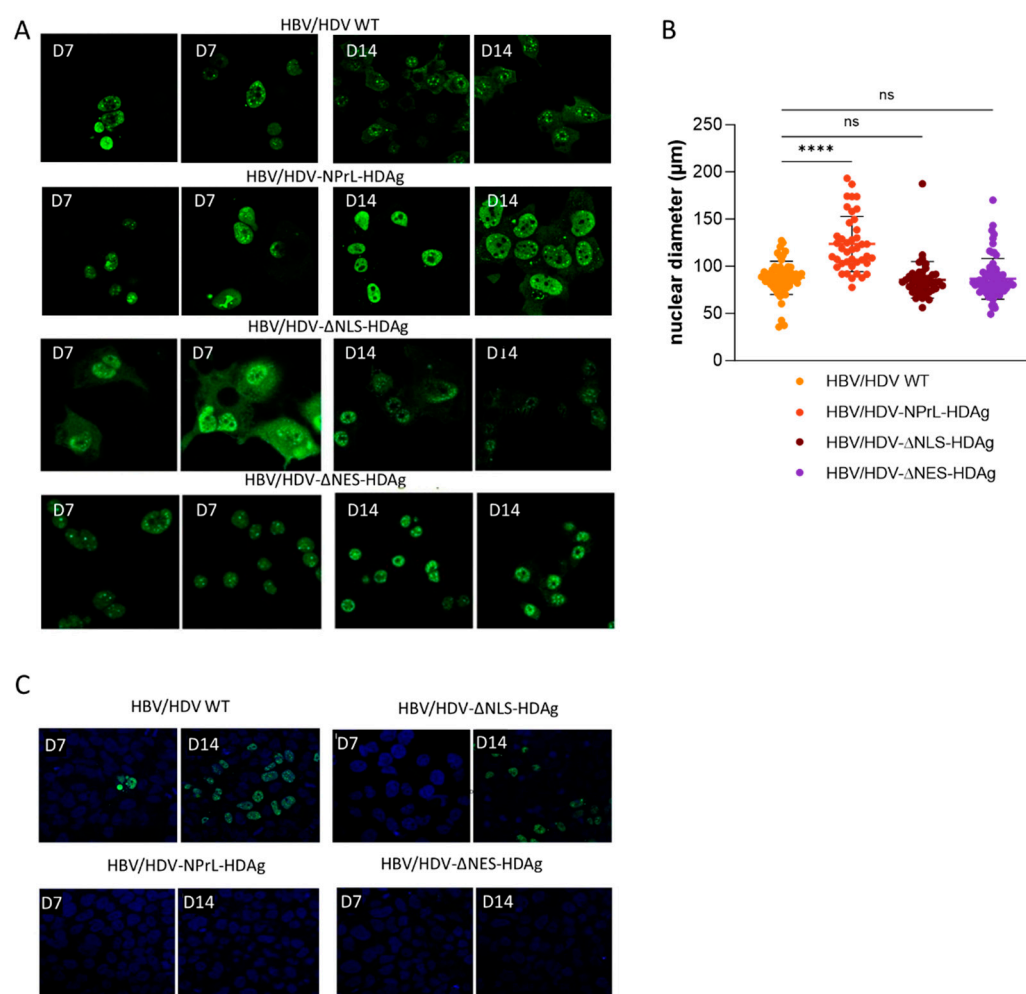 A
HBV/HDV WT
D7
D7
D14
D14
HBV/HDV-NPrL-HDAg
D7
D7
D14
D14
HBV/HDV-ΔNLS-HDAg
D7
D7
D14
D14
HBV/HDV-ΔNES-HDAg
D7
D7
D14
D14
B
ns
ns
****
250
200
150
100
50
0
nuclear diameter (µm)
HBV/HDV WT
HBV/HDV-NPrL-HDAg
HBV/HDV-ΔNLS-HDAg
HBV/HDV-ΔNES-HDAg
C
HBV/HDV WT
HBV/HDV-ΔNLS-HDAg
D7
D14
D7
D14
HBV/HDV-NPrL-HDAg
HBV/HDV-ΔNES-HDAg
D7
D14
D7
D14